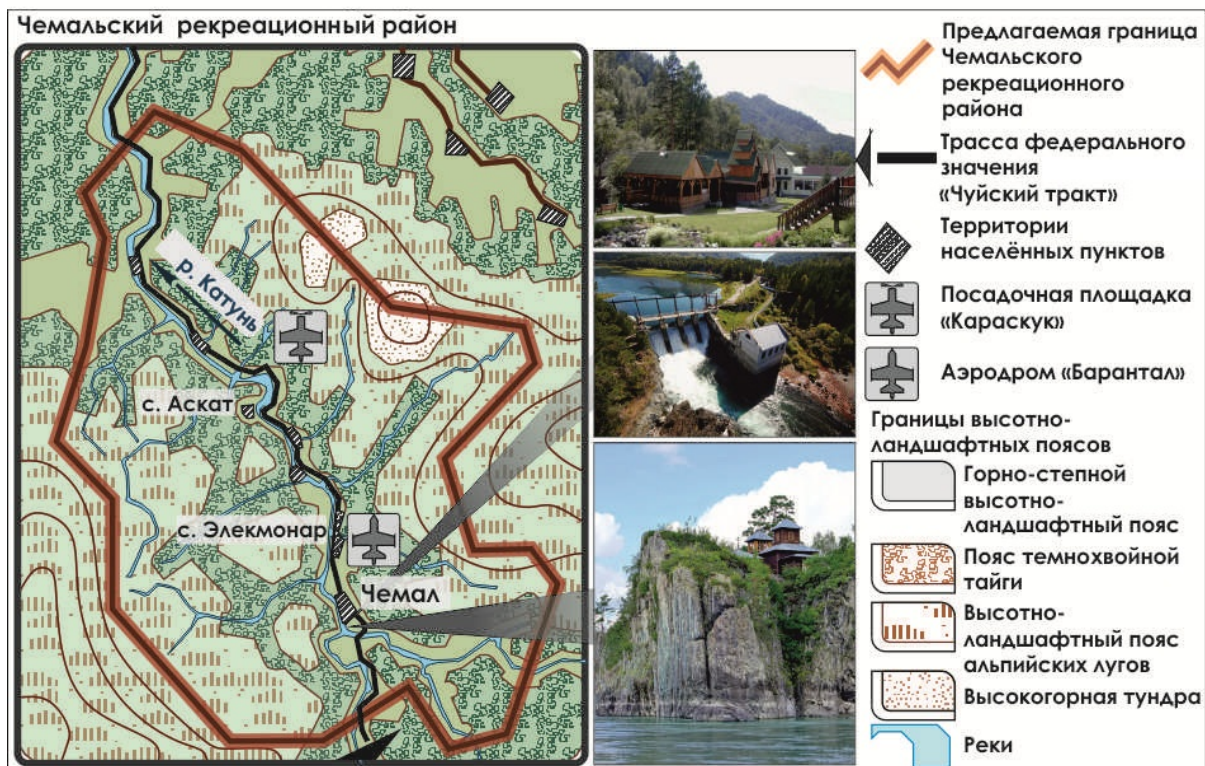 Чемальский рекреационный район
р. Катунь
с. Аскат
с. Элекмонар
Чемал
Предлагаемая граница
Чемальского
рекреационного
района
Трасса федерального
значения
«Чуйский тракт»
Территории
населённых пунктов
Посадочная площадка
«Караскук»
Аэродром «Барантал»
Границы высотно-
ландшафтных поясов
Горно-степной
высотно-
ландшафтный пояс
Пояс темнохвойной
тайги
Высотно-
ландшафтный пояс
альпийских лугов
Высокогорная тундра
Реки